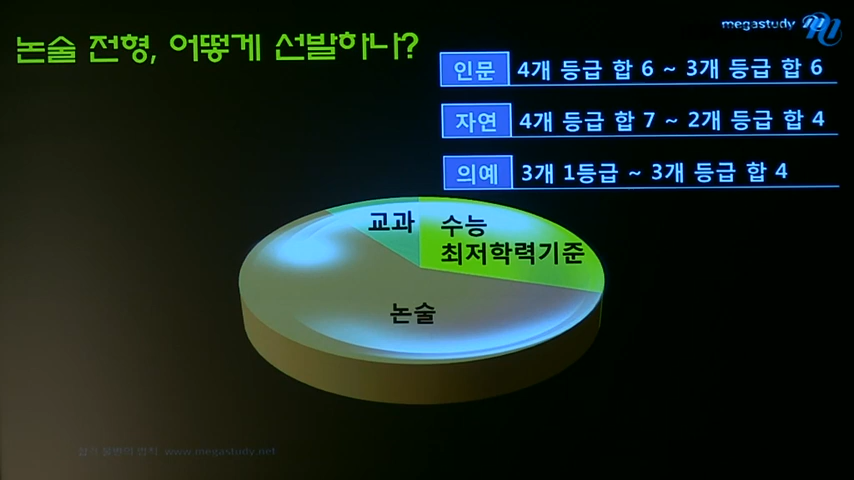 논술 전형, 어떻게 선발하나?
megastudy
인문 4개 등급 합 6 ~ 3개 등급 합 6
자연 4개 등급 합 7 ~ 2개 등급 합 4
의예 3개 1등급 ~ 3개 등급 합 4
교과
수능
최저학력기준
논술
www.megastudy.net